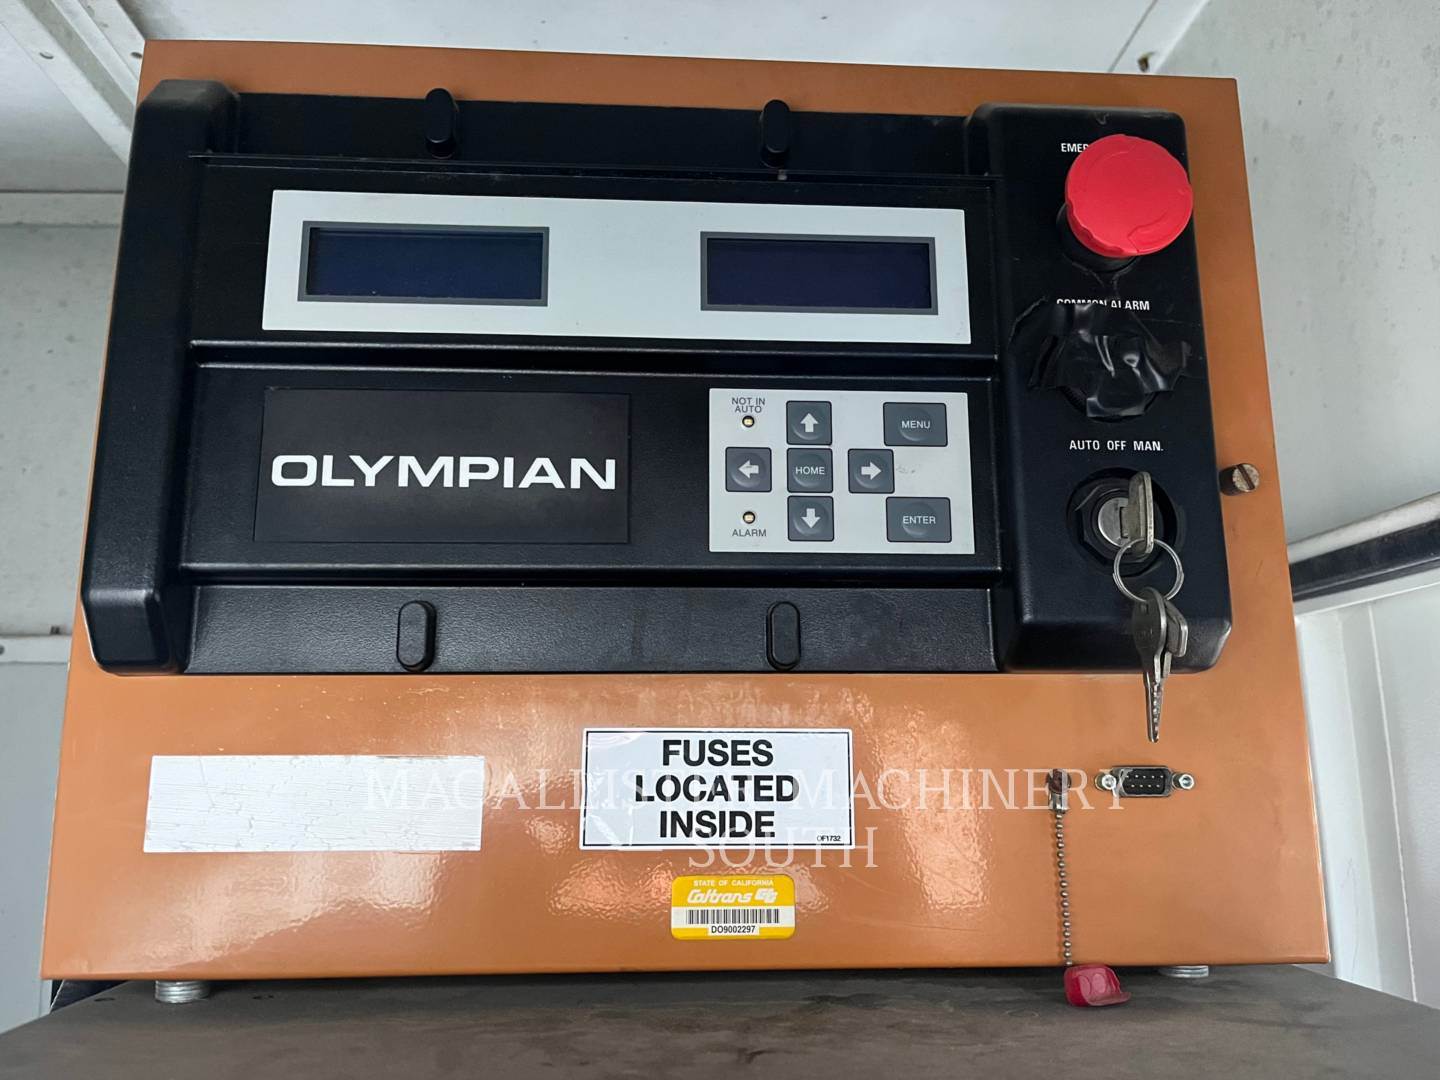 COMMON ALARM
NOT IN
AUTO
MENU
AUTO OFF MAN.
OLYMPIAN
HOME
ENTER
ALARM
FUSES
LOCATED
INSIDE
OF1732
MACALLISTER MACHINERY
SOUTH
STATE OF CALIFORNIA
Caltrans
DO9002297